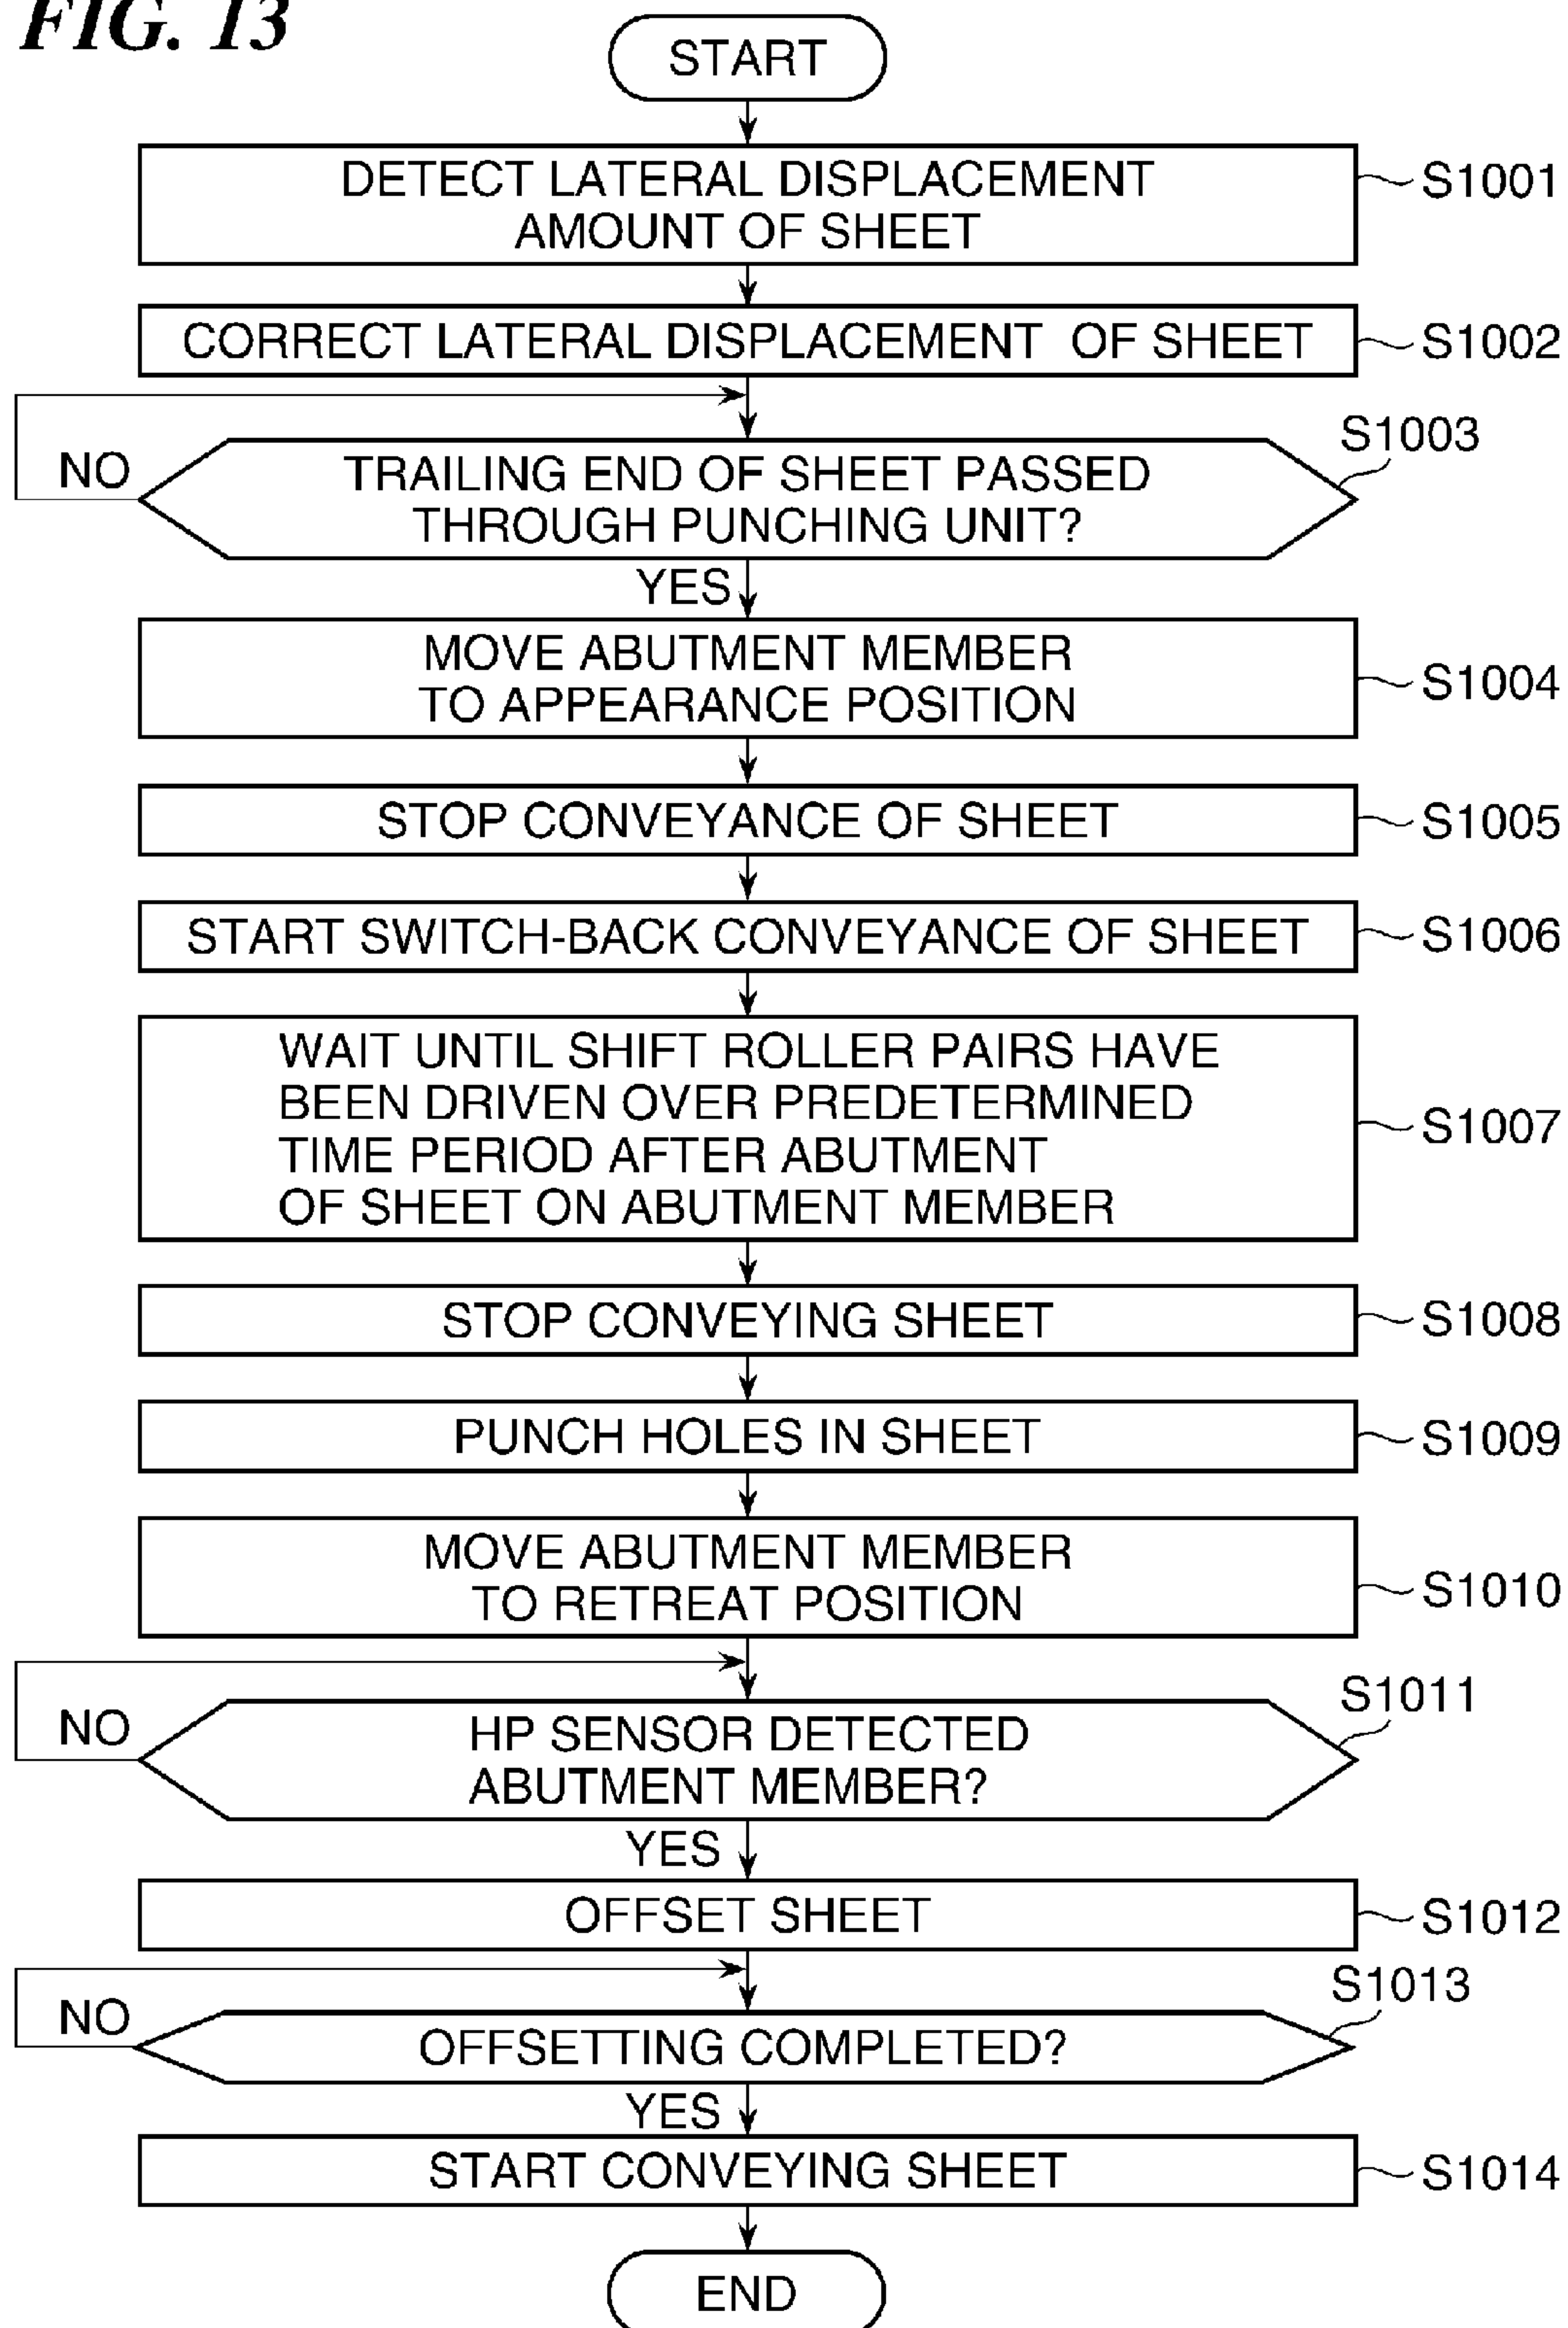 FIG. 13
START
DETECT LATERAL DISPLACEMENT
AMOUNT OF SHEET
S1001
CORRECT LATERAL DISPLACEMENT OF SHEET
S1002
S1003
NO
TRAILING END OF SHEET PASSED
THROUGH PUNCHING UNIT?
YES
MOVE ABUTMENT MEMBER
TO APPEARANCE POSITION
S1004
STOP CONVEYANCE OF SHEET
S1005
START SWITCH-BACK CONVEYANCE OF SHEET
S1006
WAIT UNTIL SHIFT ROLLER PAIRS HAVE
BEEN DRIVEN OVER PREDETERMINED
TIME PERIOD AFTER ABUTMENT
OF SHEET ON ABUTMENT MEMBER
S1007
STOP CONVEYING SHEET
S1008
PUNCH HOLES IN SHEET
S1009
MOVE ABUTMENT MEMBER
TO RETREAT POSITION
S1010
S1011
NO
HP SENSOR DETECTED
ABUTMENT MEMBER?
YES
OFFSET SHEET
S1012
S1013
NO
OFFSETTING COMPLETED?
YES
START CONVEYING SHEET
S1014
END